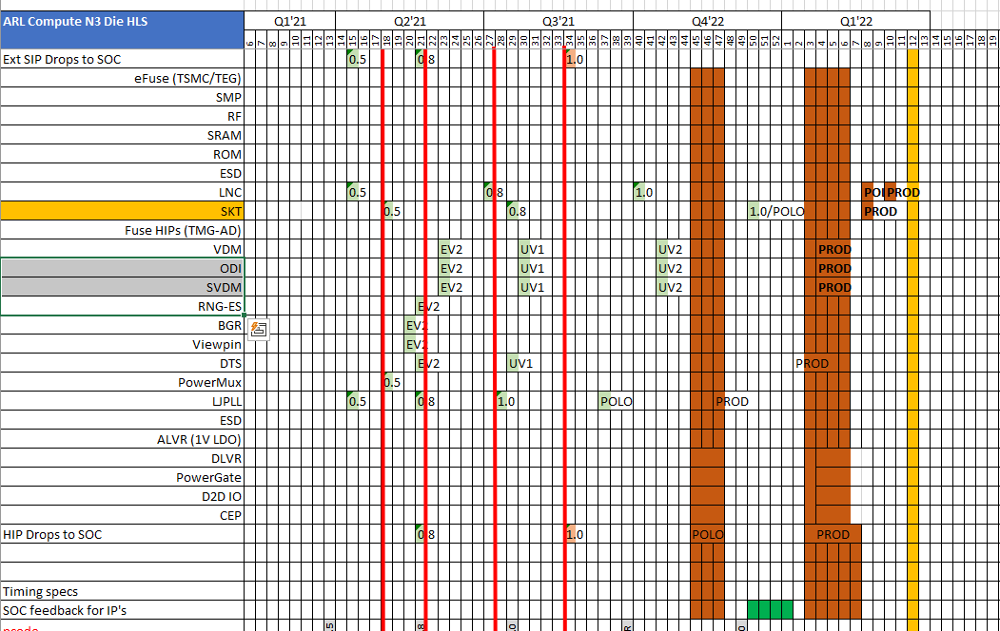 ARL Compute N3 Die HLS Q1'21 Q2'21 Q3'21 Q4'22 Q1'22
6 7 8 9 10 11 12 13 14 15 16 17 18 19 20 21 22 23 24 25 26 27 28 29 30 31 32 33 34 35 36 37 38 39 40 41 42 43 44 45 46 47 48 49 50 51 52 1 2 3 4 5 6 7 8 9 10 11 12 13 14 15 16 17 18 19
Ext SIP Drops to SOC 0.5 0.8 1.0
eFuse (TSMC/TEG)
SMP
RF
SRAM
ROM
ESD
LNC 0.5 0.8 1.0 PROD
SKT 0.5 0.8 1.0/POLO PROD
Fuse HIPs (TMG-AD)
VDM EV2 UV1 UV2 PROD
ODI EV2 UV1 UV2 PROD
SVDM EV2 UV1 UV2 PROD
RNG-ES EV2
BGR EV2
Viewpin EV2
DTS EV2 UV1 PROD
PowerMux 0.5
LJPLL 0.5 0.8 1.0 POLO PROD
ESD
ALVR (1V LDO)
DLVR
PowerGate
D2D IO
CEP
HIP Drops to SOC 0.8 1.0 POLO PROD
Timing specs
SOC feedback for IP's